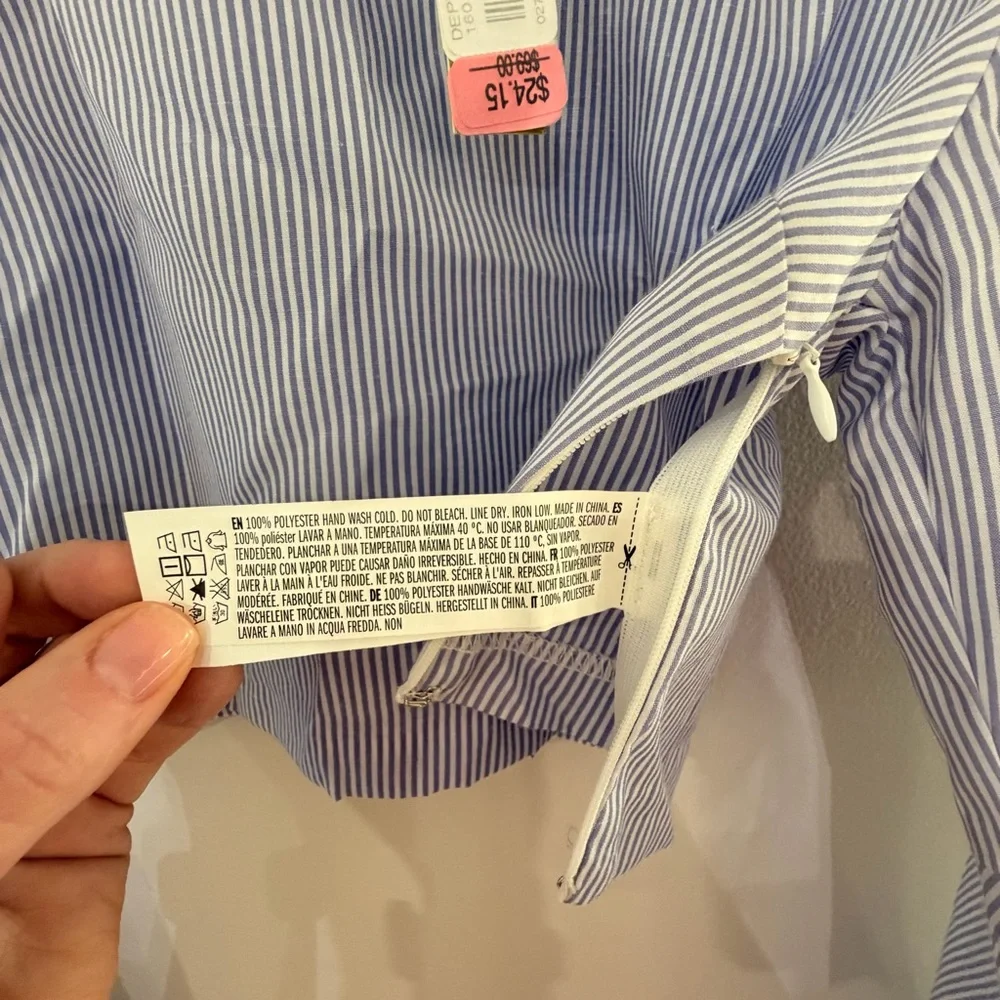 DEP
160
027
$69.00
$24.15
EN 100% POLYESTER HAND WASH COLD. DO NOT BLEACH. LINE DRY. IRON LOW. MADE IN CHINA. ES
100% poliéster LAVAR A MANO. TEMPERATURA MÁXIMA 40 °C. NO USAR BLANQUEADOR. SECADO EN
TENDEDERO. PLANCHAR A UNA TEMPERATURA MÁXIMA DE LA BASE DE 110 °C, SIN VAPOR.
PLANCHAR CON VAPOR PUEDE CAUSAR DAÑO IRREVERSIBLE. HECHO EN CHINA. FR 100% POLYESTER
LAVER À LA MAIN À L'EAU FROIDE. NE PAS BLANCHIR. SÉCHER À L'AIR. REPASSER À TEMPÉRATURE
MODÉRÉE. FABRIQUÉ EN CHINE. DE 100% POLYESTER HANDWÄSCHE KALT. NICHT BLEICHEN. AUF
WÄSCHELEINE TRÖCKNEN, NICHT HEISS BÜGELN. HERGESTELLT IN CHINA. IT 100% POLIESTERE
LAVARE A MANO IN ACQUA FREDDA. NON